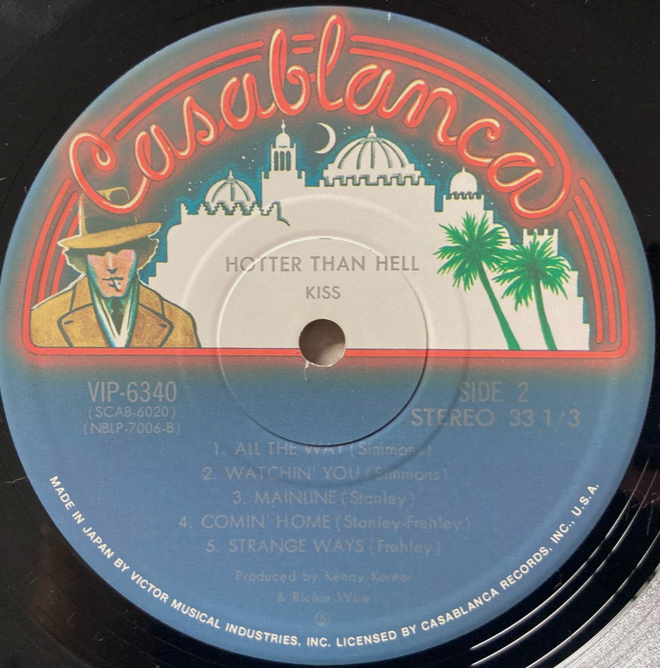 Casablanca
HOTTER THAN HELL
KISS
VIP-6340
(SCAB-6020)
(NBLP-7006-B)
SIDE 2
STEREO 33 1/3
1. ALL THE WAY (Simmons)
2. WATCHIN' YOU (Simmons)
3. MAINLINE (Stanley)
4. COMIN' HOME (Stanley-Frehley)
5. STRANGE WAYS (Frehley)
Produced by Kenny Kerner
& Richie Wise
MADE IN JAPAN BY VICTOR MUSICAL INDUSTRIES, INC. LICENSED BY CASABLANCA RECORDS, INC., U.S.A.